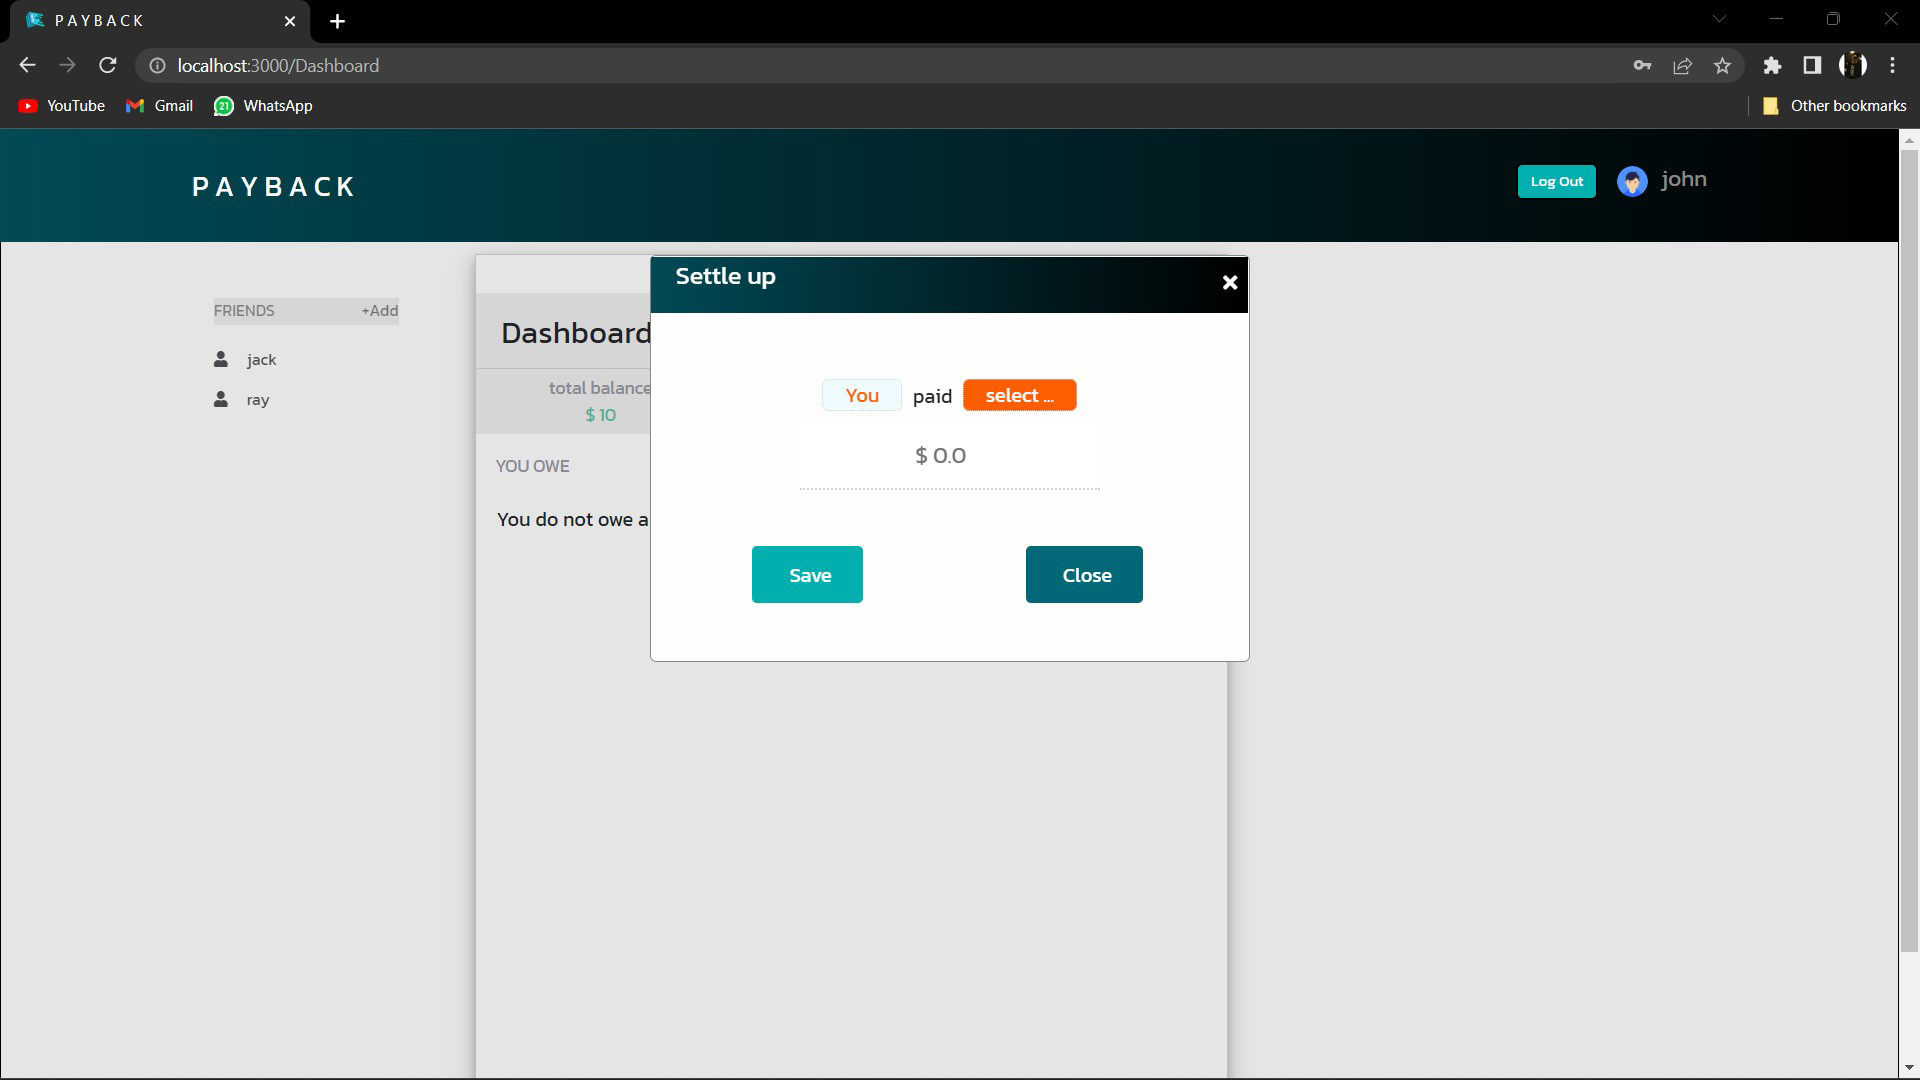 PAYBACK
localhost:3000/Dashboard
YouTube
Gmail
21
WhatsApp
Other bookmarks
PAYBACK
Log Out
john
FRIENDS
+Add
jack
ray
Dashboard
total balance
$ 10
YOU OWE
You do not owe a
Settle up
You paid select ...
$ 0.0
Save
Close